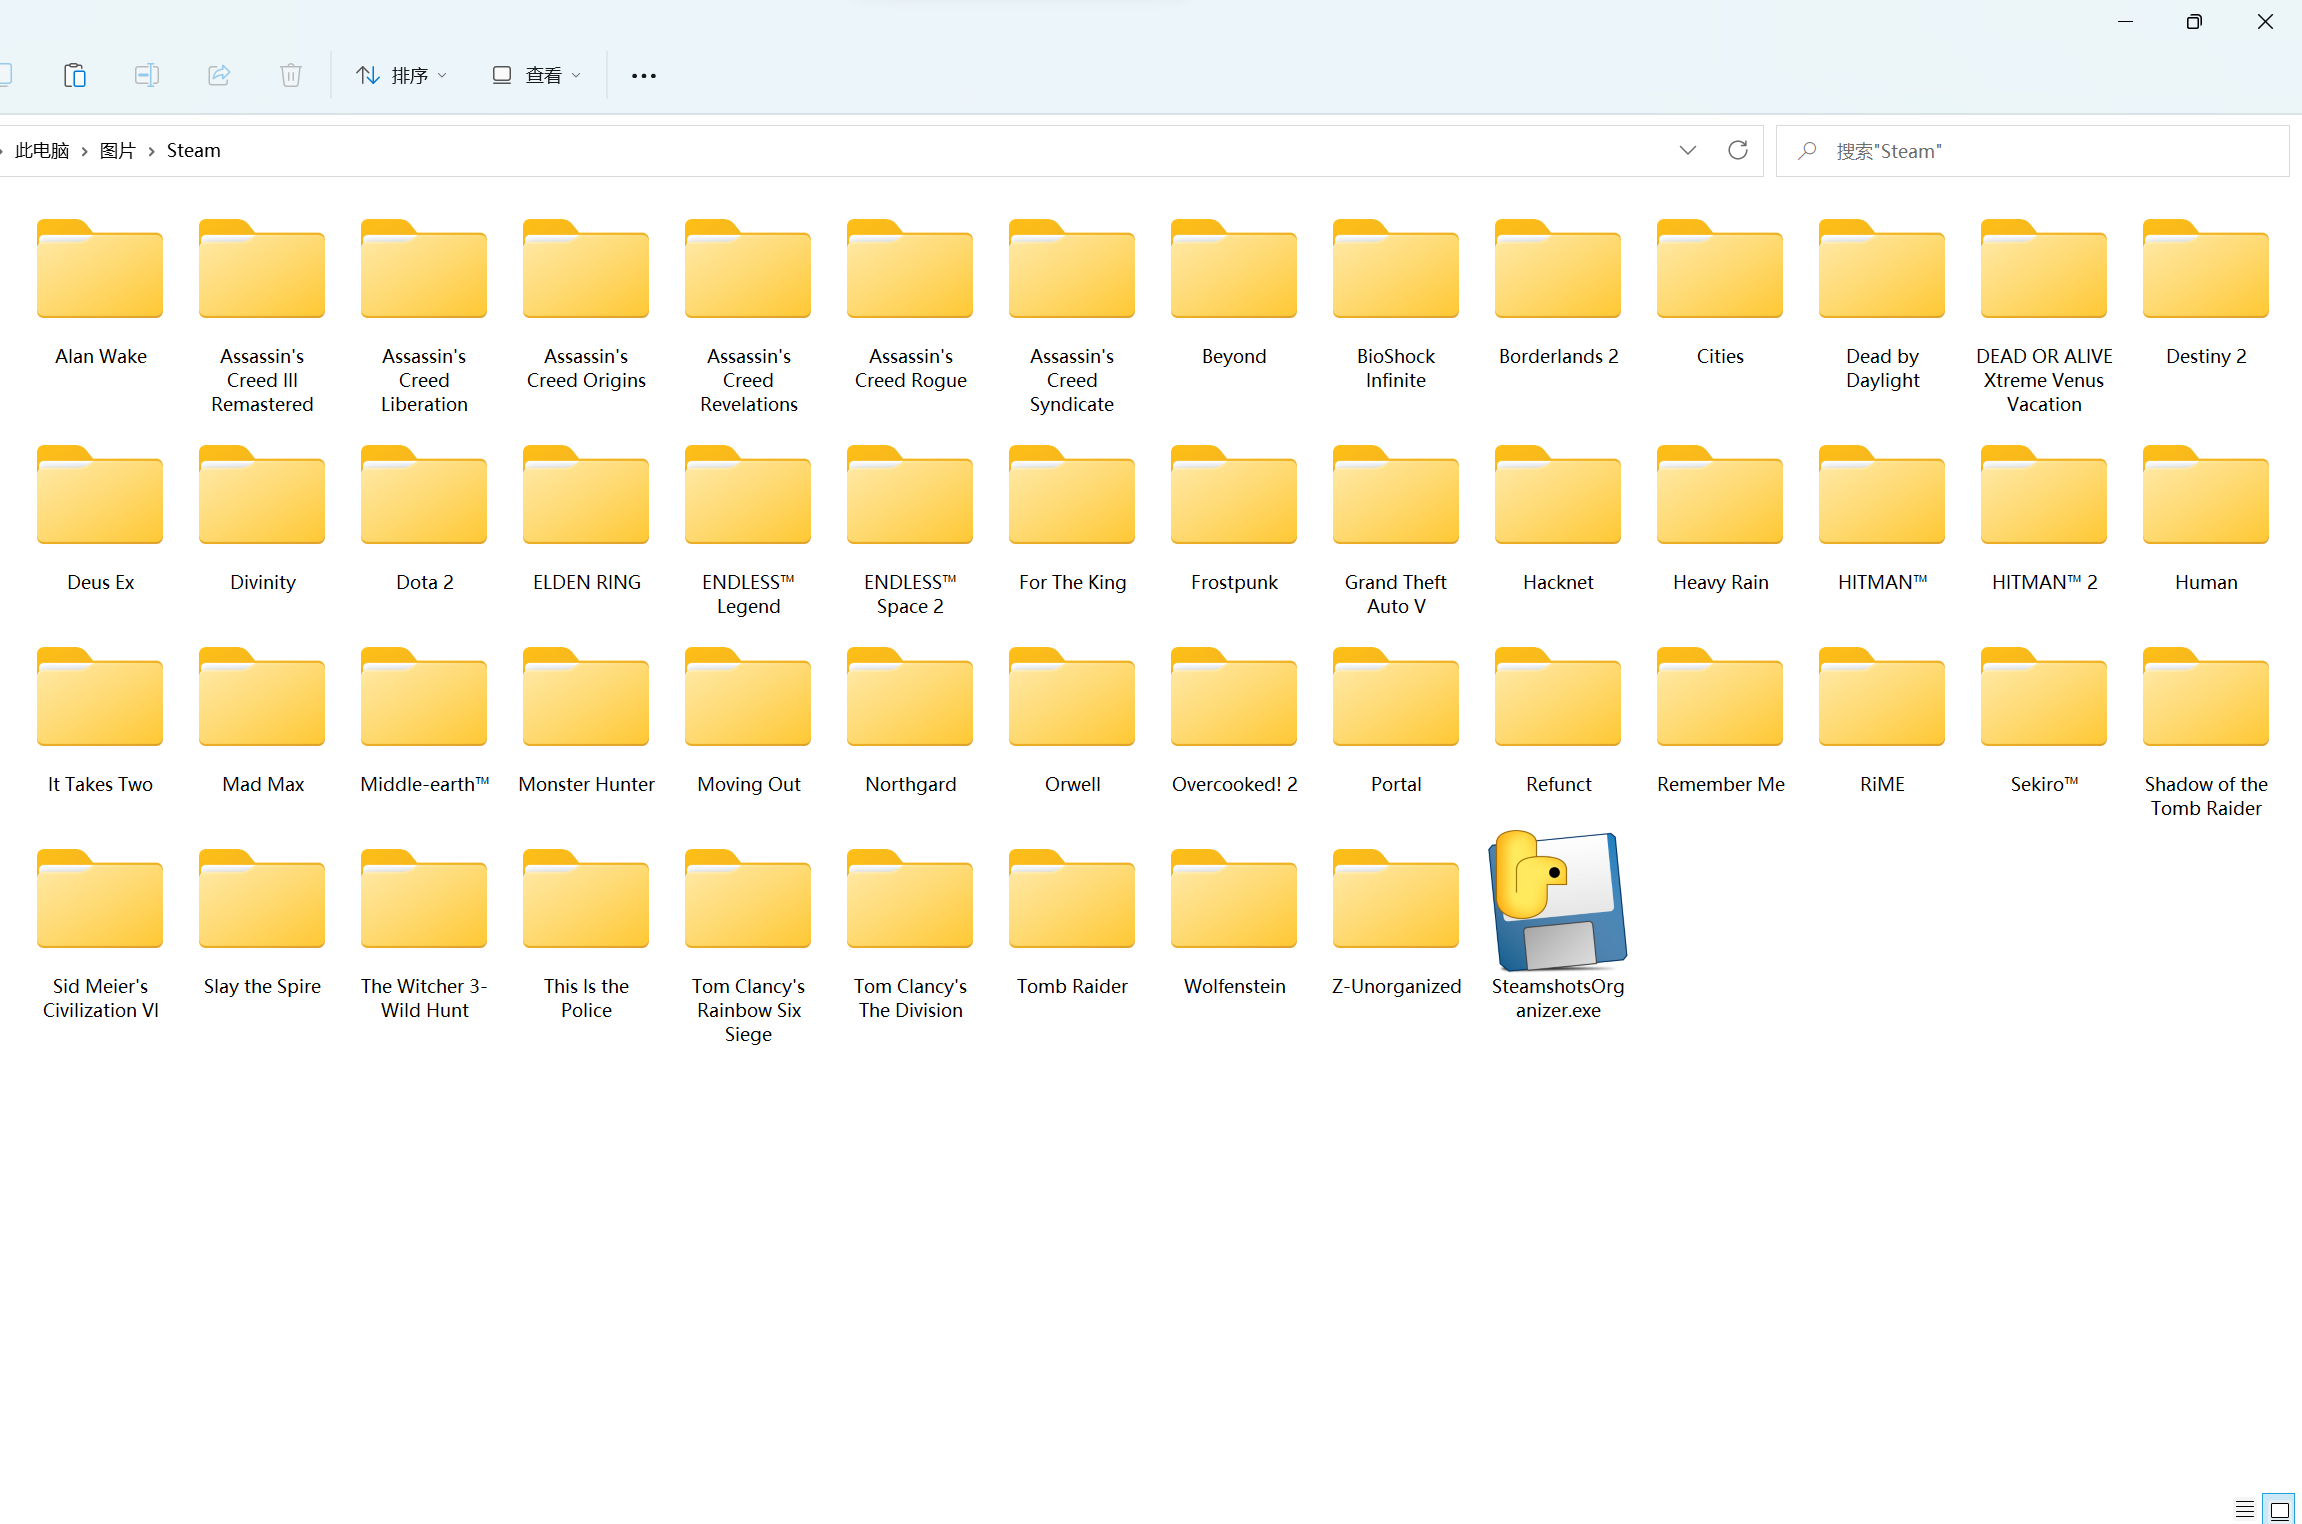 排序
查看
此电脑
图片
Steam
搜索"Steam"
Alan Wake
Assassin's
Creed III
Remastered
Assassin's
Creed
Liberation
Assassin's
Creed Origins
Assassin's
Creed
Revelations
Assassin's
Creed Rogue
Assassin's
Creed
Syndicate
Beyond
BioShock
Infinite
Borderlands 2
Cities
Dead by
Daylight
DEAD OR ALIVE
Xtreme Venus
Vacation
Destiny 2
Deus Ex
Divinity
Dota 2
ELDEN RING
ENDLESS™
Legend
ENDLESS™
Space 2
For The King
Frostpunk
Grand Theft
Auto V
Hacknet
Heavy Rain
HITMAN™
HITMAN™ 2
Human
It Takes Two
Mad Max
Middle-earth™
Monster Hunter
Moving Out
Northgard
Orwell
Overcooked! 2
Portal
Refunct
Remember Me
RiME
Sekiro™
Shadow of the
Tomb Raider
Sid Meier's
Civilization VI
Slay the Spire
The Witcher 3-
Wild Hunt
This Is the
Police
Tom Clancy's
Rainbow Six
Siege
Tom Clancy's
The Division
Tomb Raider
Wolfenstein
Z-Unorganized
SteamshotsOrg
anizer.exe